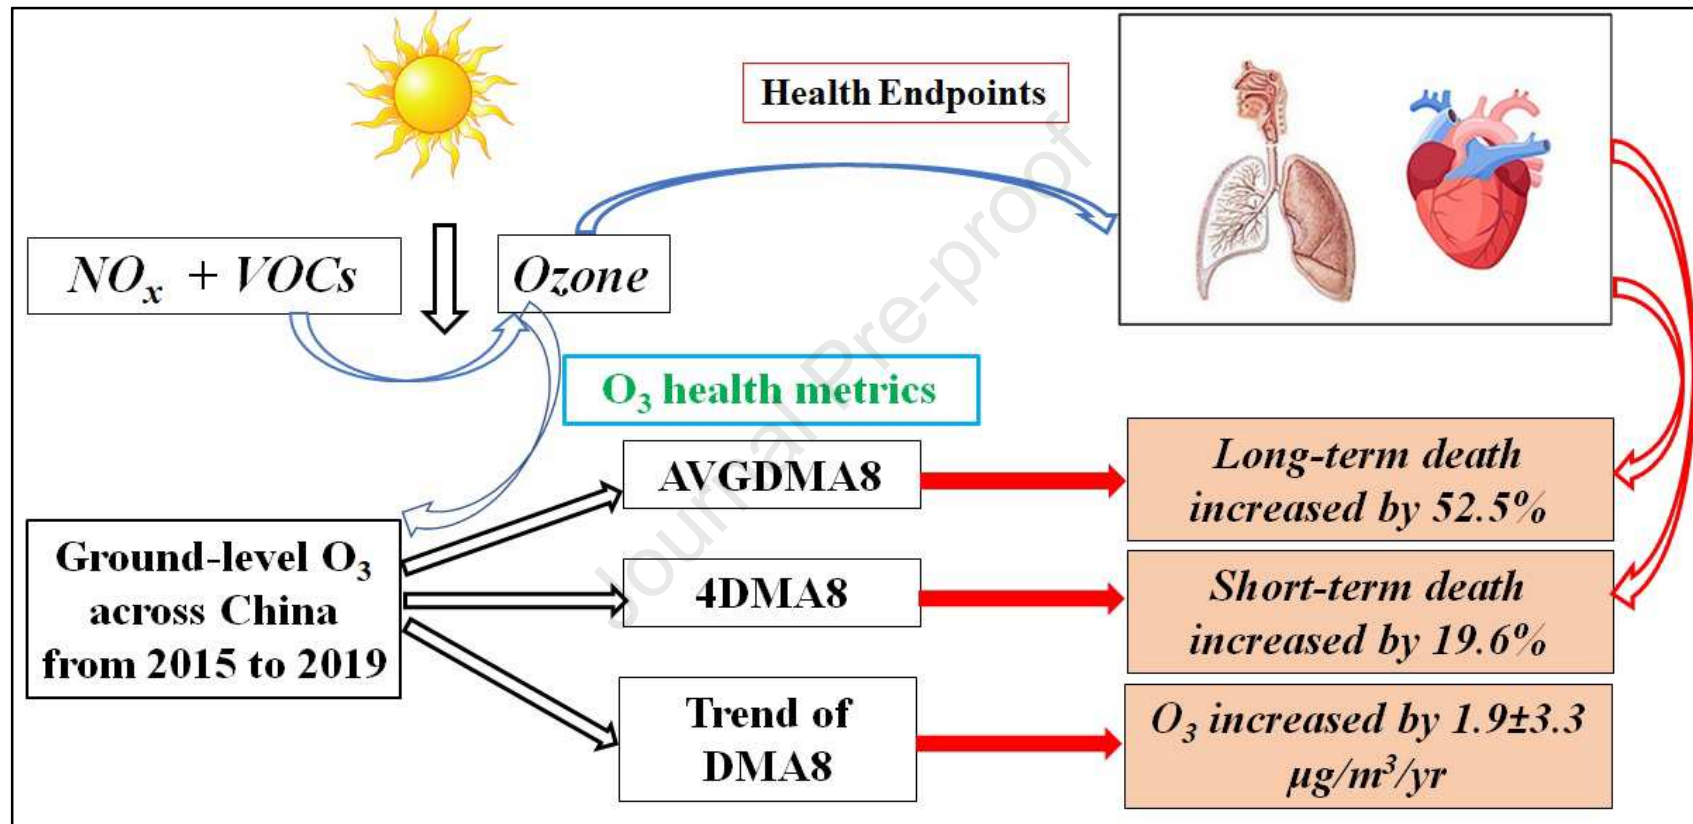 Health Endpoints
NOₓ + VOCs
Ozone
O₃ health metrics
AVGDMA8
Long-term death
increased by 52.5%
Ground-level O₃
across China
from 2015 to 2019
4DMA8
Short-term death
increased by 19.6%
Trend of
DMA8
O₃ increased by 1.9±3.3
µg/m³/yr
Journal Pre-proof